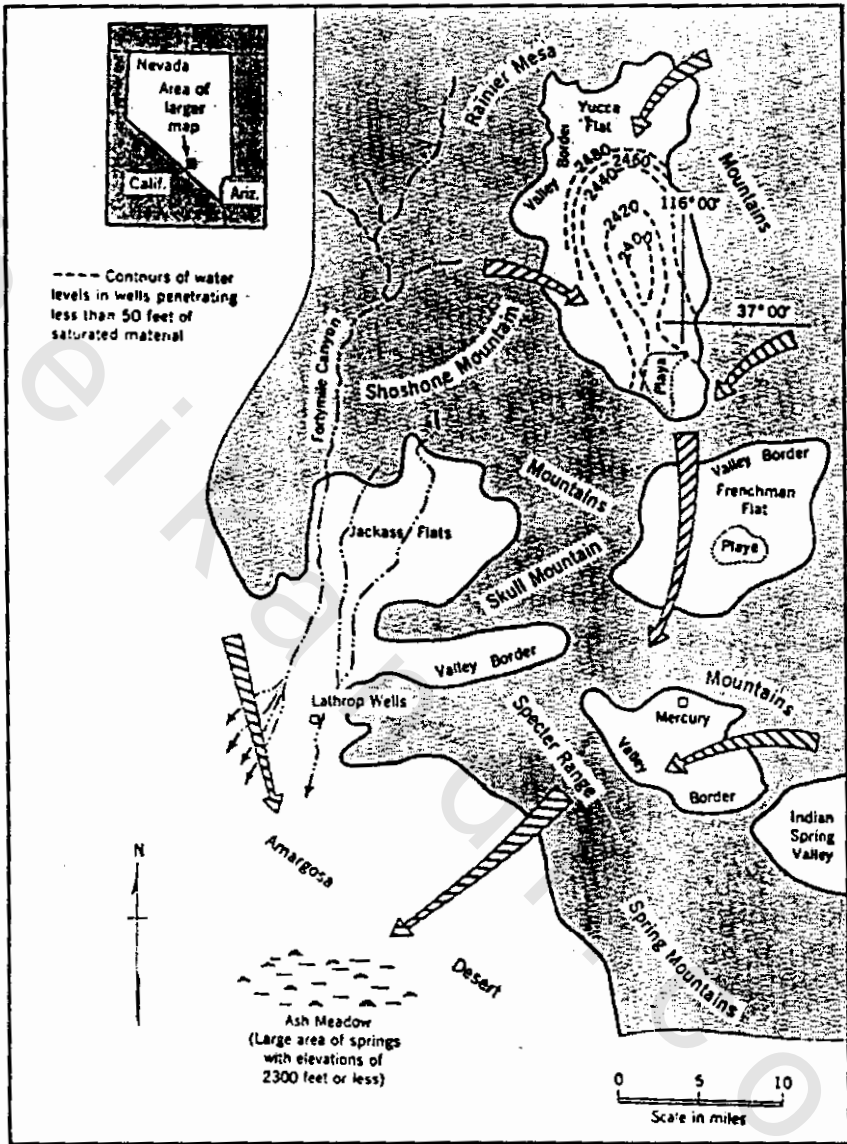 Nevada
Area of
larger
map
Calif.
Ariz.
Contours of water
levels in wells penetrating
less than 50 feet of
saturated material
Rainier Mesa
Yucca
Flat
Valley Border
2480
2460
2440
2420
2400
Mountains
116°00'
37°00'
Playa
Fortymile Canyon
Shoshong Mountain
Mountains
Valley Border
Frenchman
Flat
Playa
Jackass Flats
Skull Mountain
Valley Border
Lathrop Wells
Mountains
Mercury
Specter Range
Valley
Border
Indian
Spring
Valley
N
Amargosa
Desert
Spring Mountains
Ash Meadow
(Large area of springs
with elevations of
2300 feet or less)
0 5 10
Scale in miles